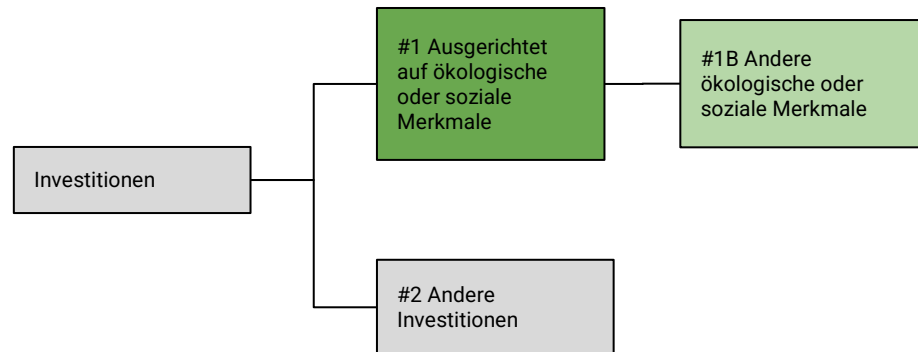 #1 Ausgerichtet
auf ökologische
oder soziale
Merkmale
#1B Andere
ökologische oder
soziale Merkmale
Investitionen
#2 Andere
Investitionen